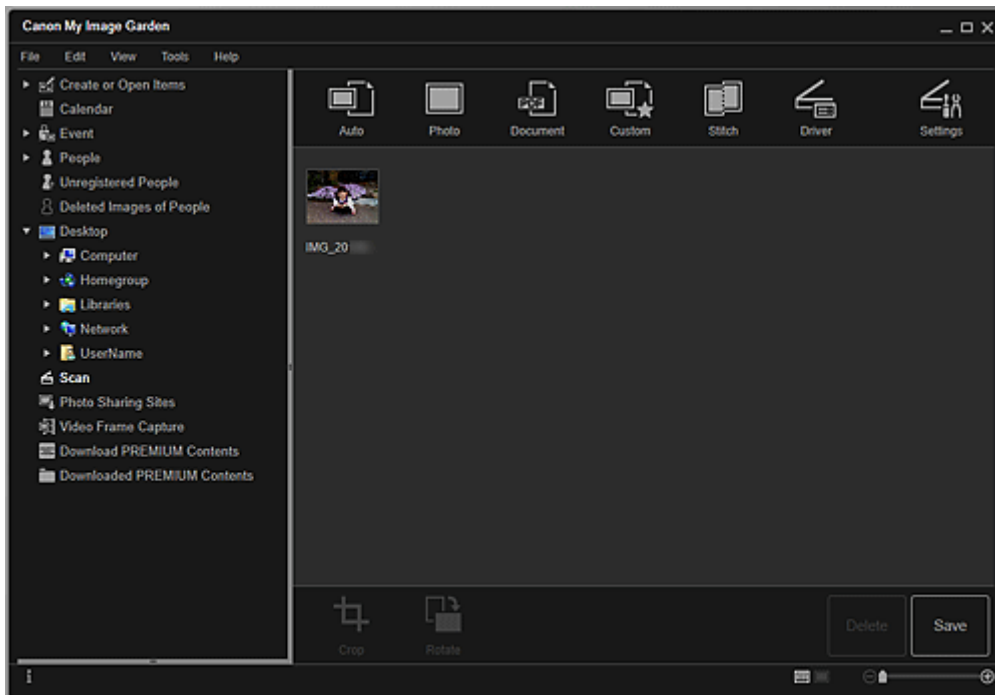 Canon My Image Garden
File Edit View Tools Help
Create or Open Items
Calendar
Event
People
Unregistered People
Deleted Images of People
Desktop
Computer
Homegroup
Libraries
Network
UserName
Scan
Photo Sharing Sites
Video Frame Capture
Download PREMIUM Contents
Downloaded PREMIUM Contents
Auto Photo Document Custom Stitch Driver Settings
PDF
IMG_20
Crop Rotate Delete Save